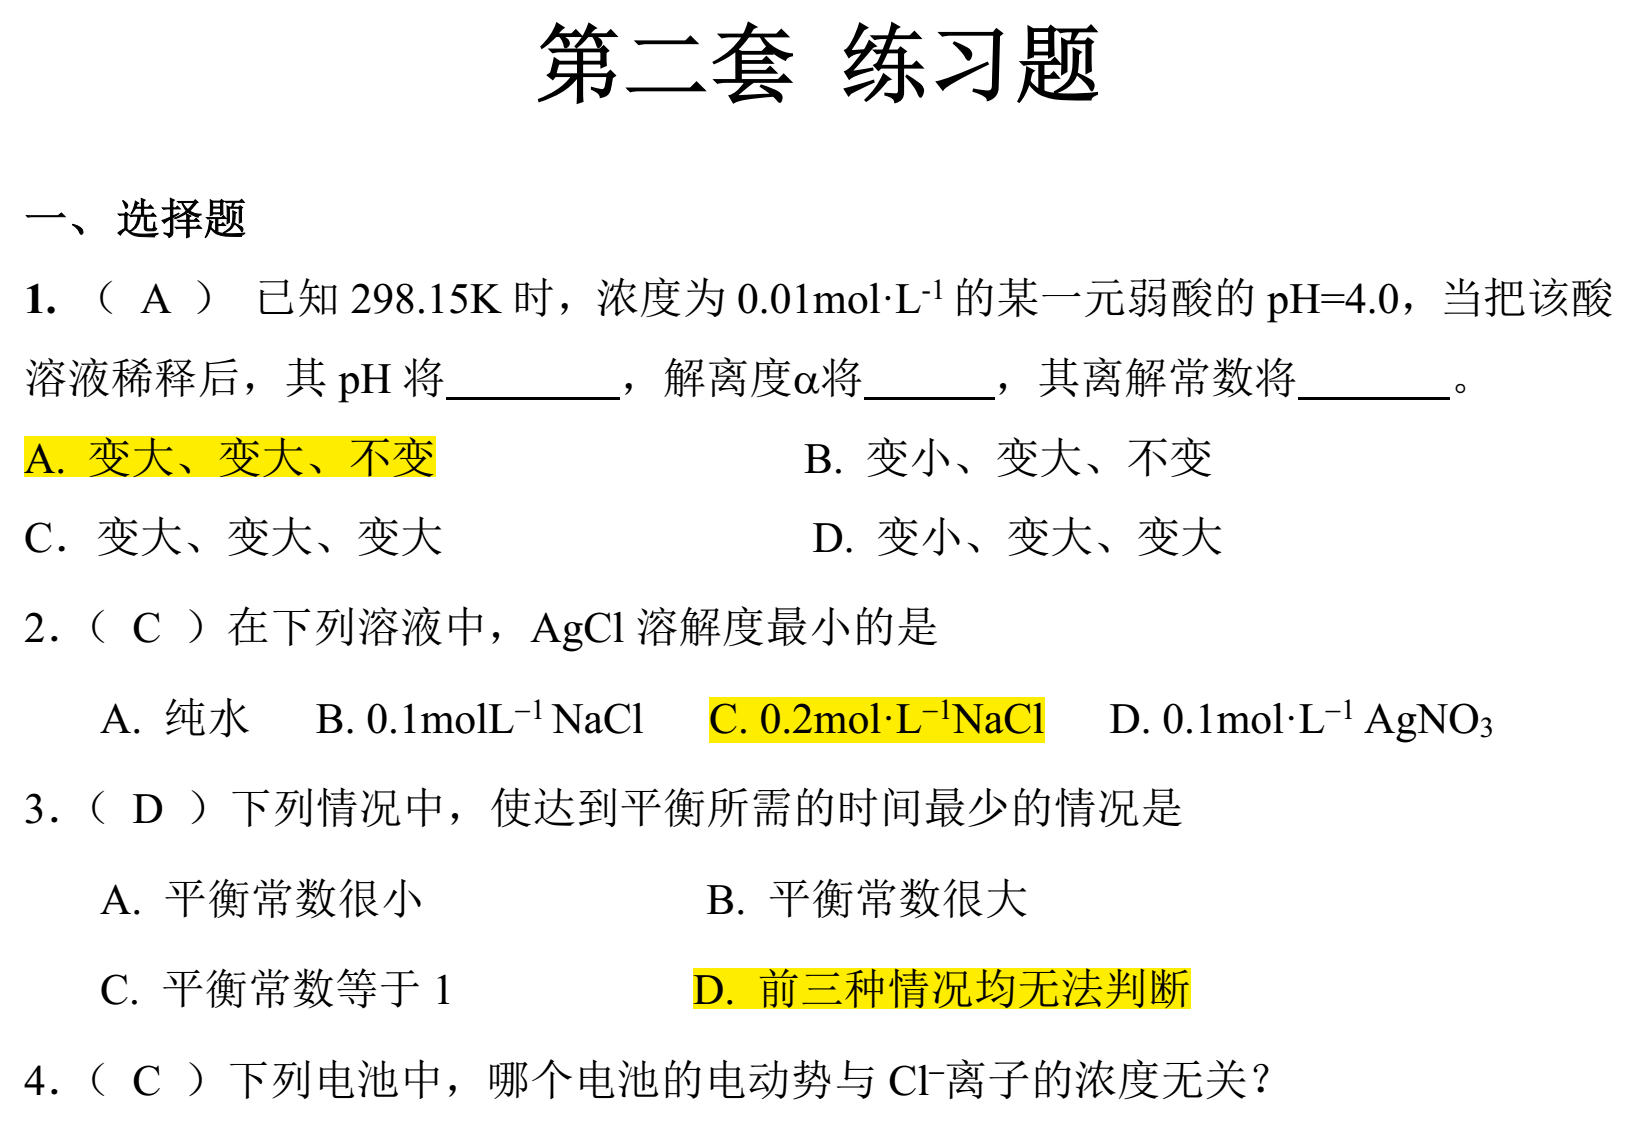 第二套 练习题
一、 选择题
1. （ A ） 已知 298.15K 时，浓度为 0.01mol·L⁻¹ 的某一元弱酸的 pH=4.0，当把该酸
溶液稀释后，其 pH 将________，解离度α将______，其离解常数将_______。
A. 变大、变大、不变 B. 变小、变大、不变
C．变大、变大、变大 D. 变小、变大、变大
2.（ C ）在下列溶液中，AgCl 溶解度最小的是
A. 纯水 B. 0.1molL⁻¹ NaCl C. 0.2mol·L⁻¹NaCl D. 0.1mol·L⁻¹ AgNO₃
3.（ D ）下列情况中，使达到平衡所需的时间最少的情况是
A. 平衡常数很小 B. 平衡常数很大
C. 平衡常数等于 1 D. 前三种情况均无法判断
4.（ C ）下列电池中，哪个电池的电动势与 Cl⁻离子的浓度无关？